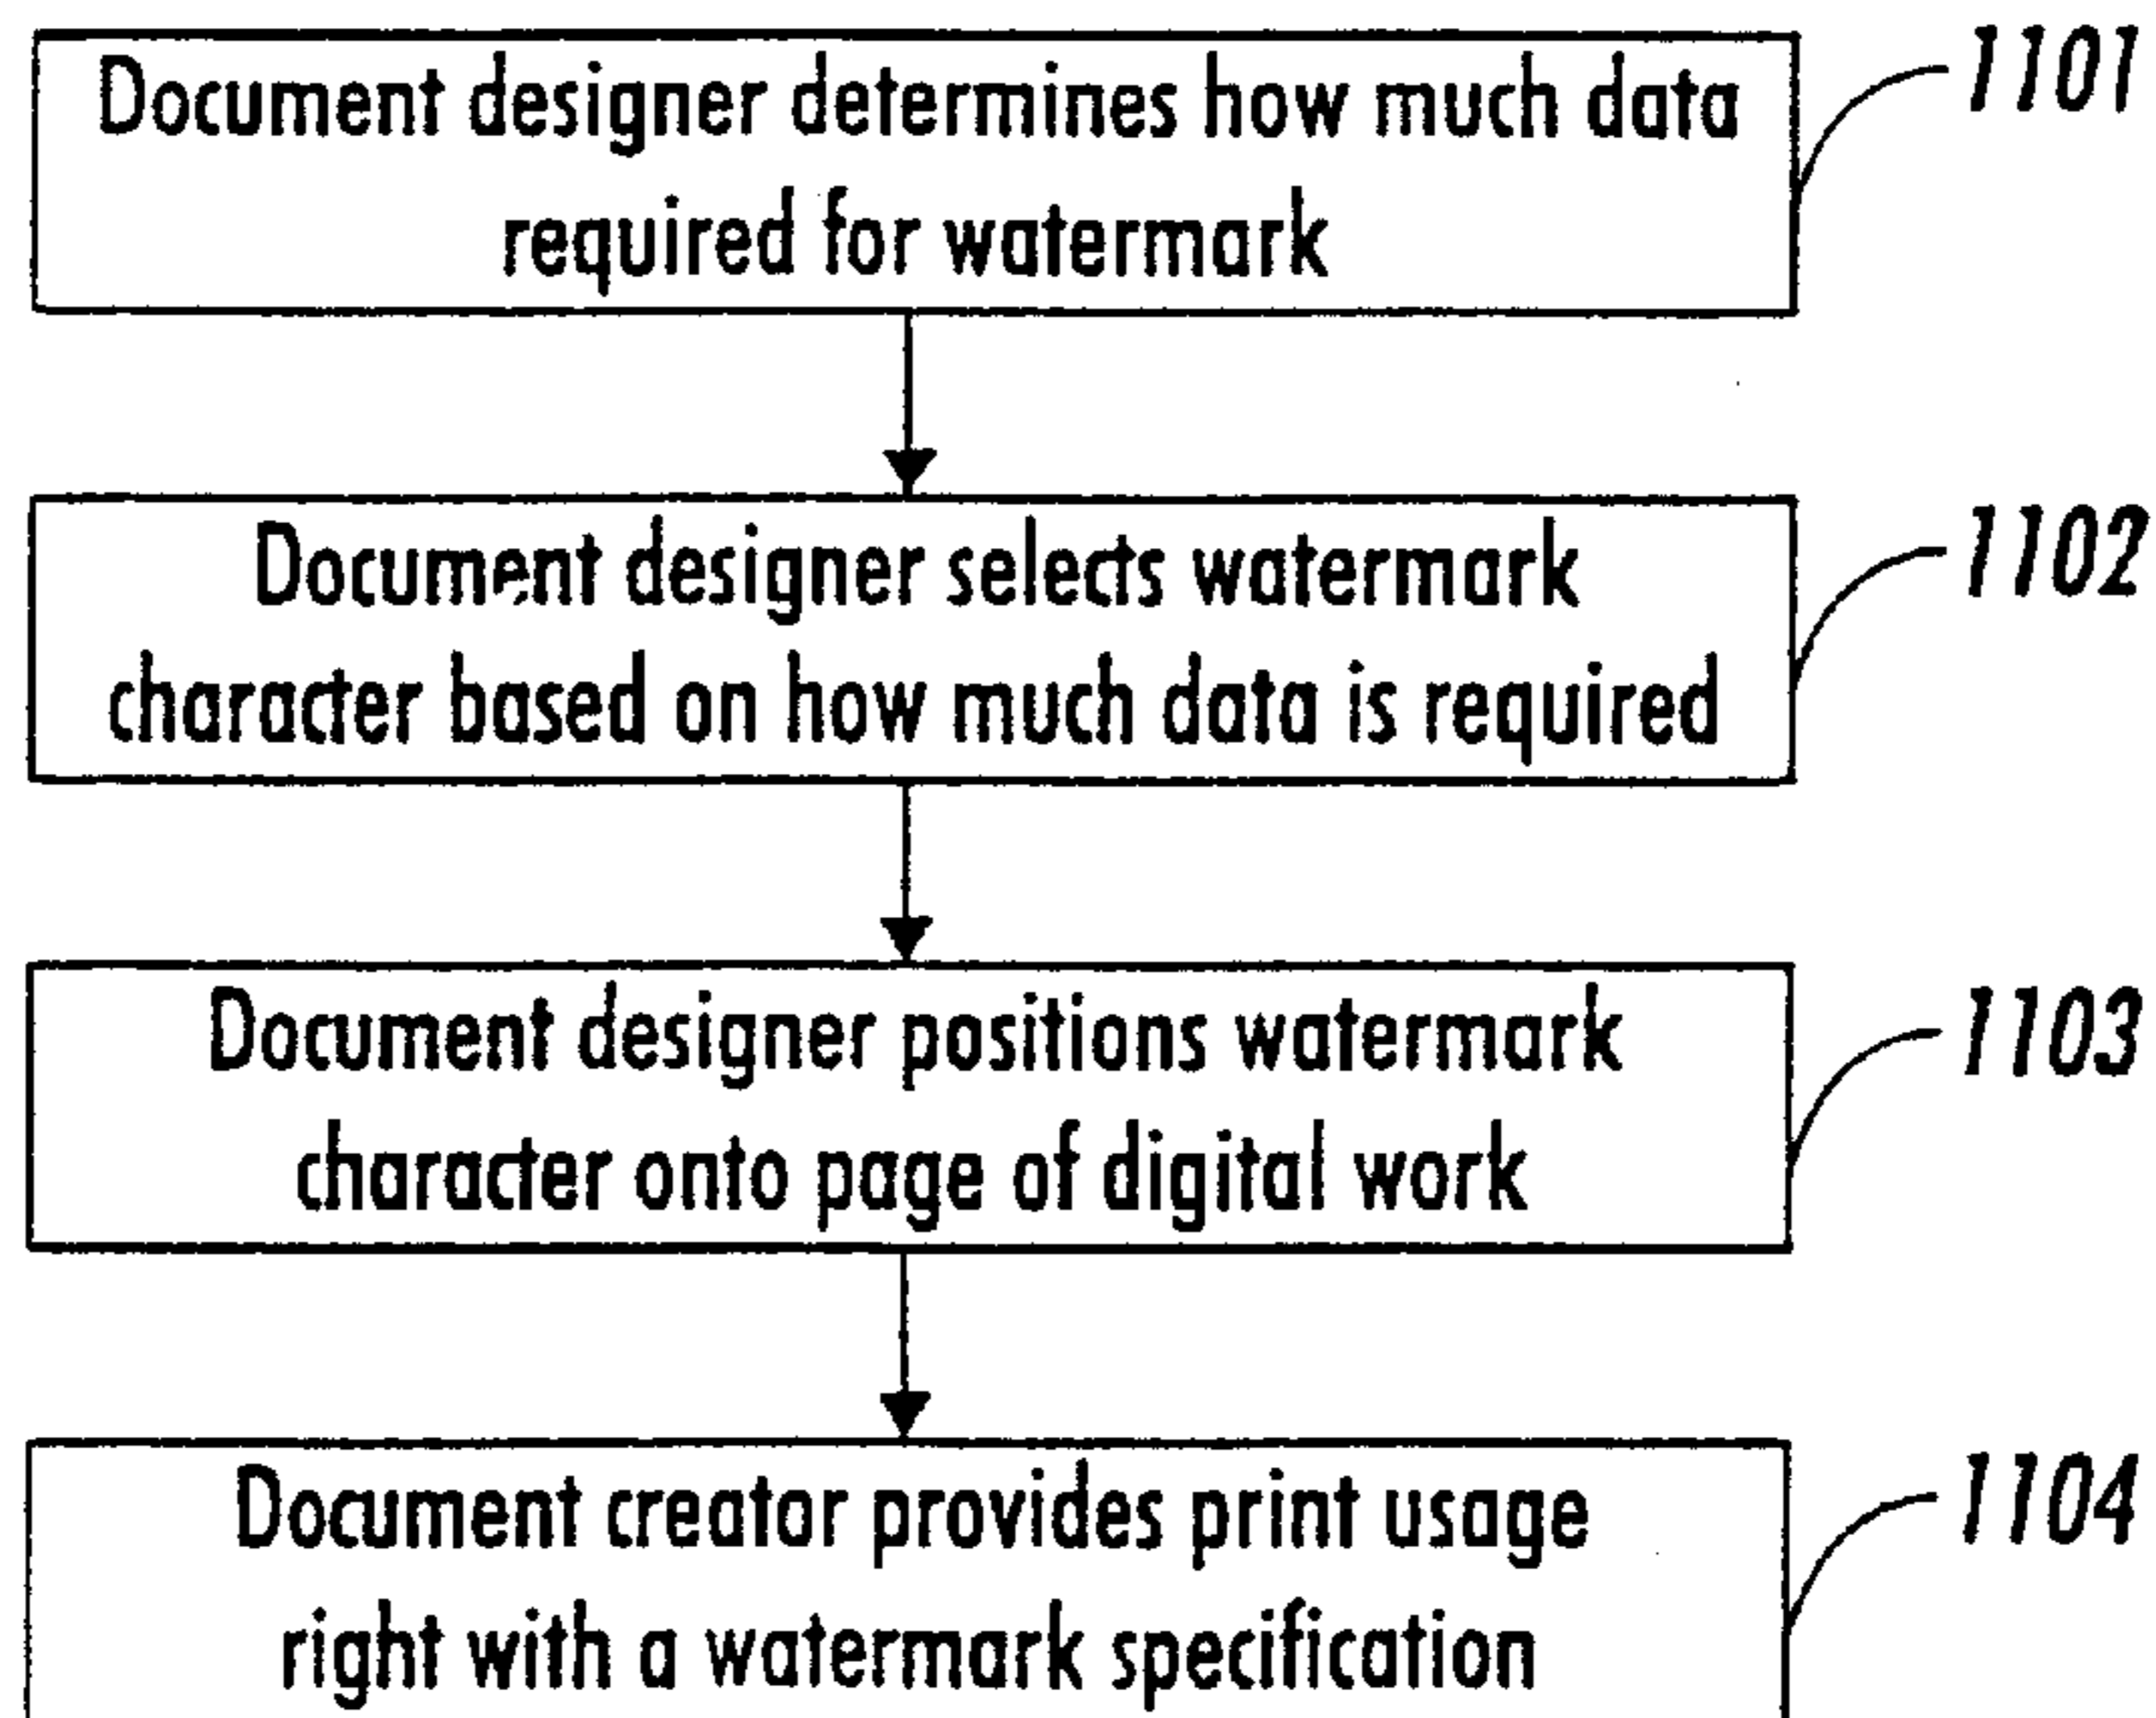 Document designer determines how much data
required for watermark
1101
Document designer selects watermark
character based on how much data is required
1102
Document designer positions watermark
character onto page of digital work
1103
Document creator provides print usage
right with a watermark specification
1104